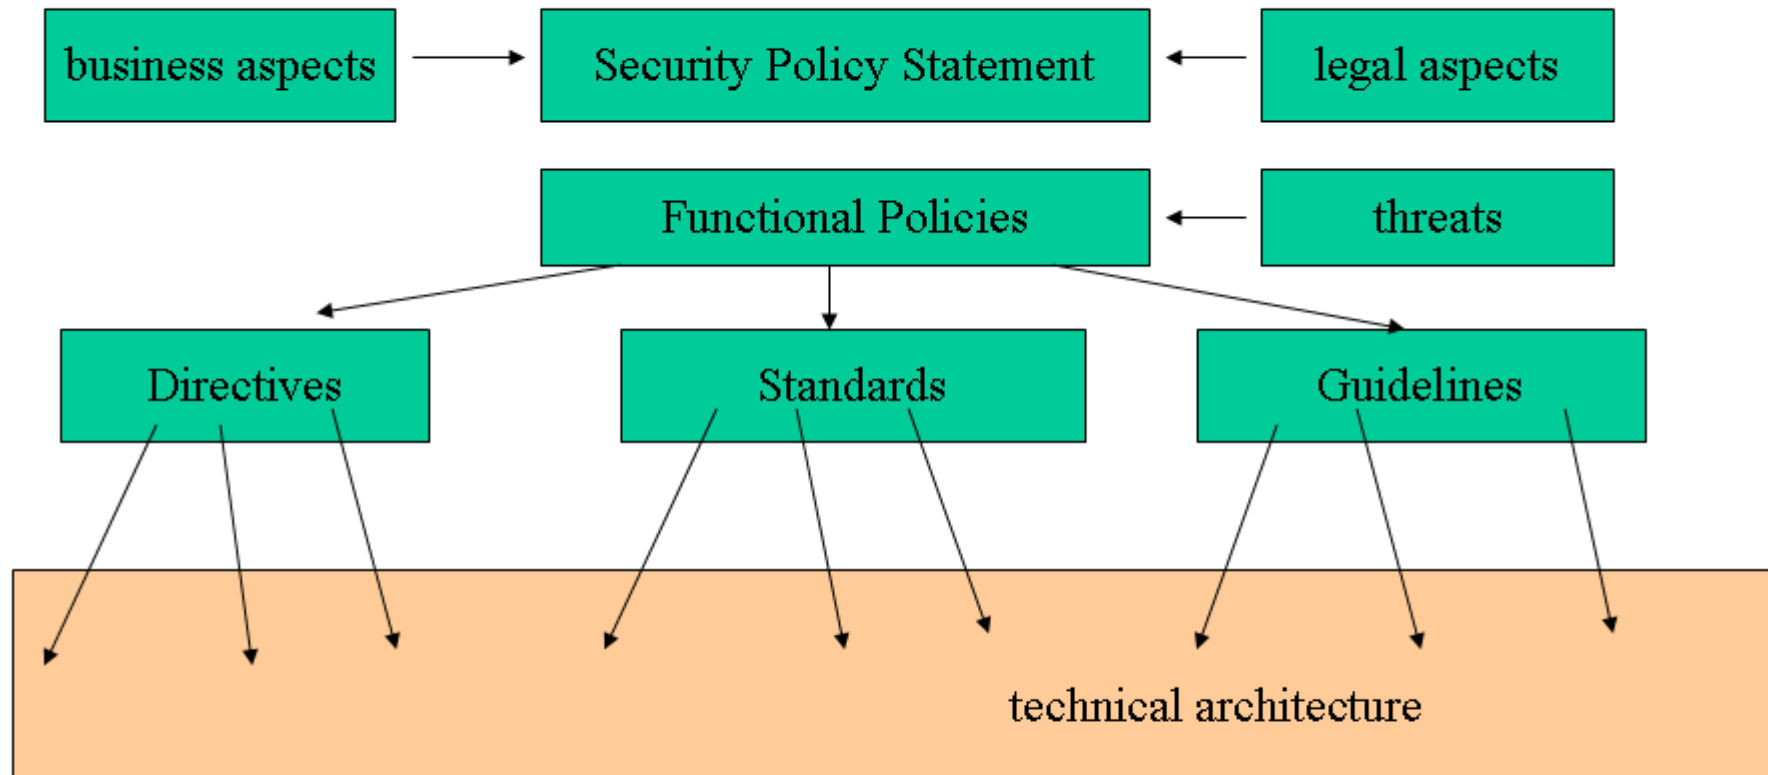 business aspects
Security Policy Statement
legal aspects
Functional Policies
threats
Directives
Standards
Guidelines
technical architecture